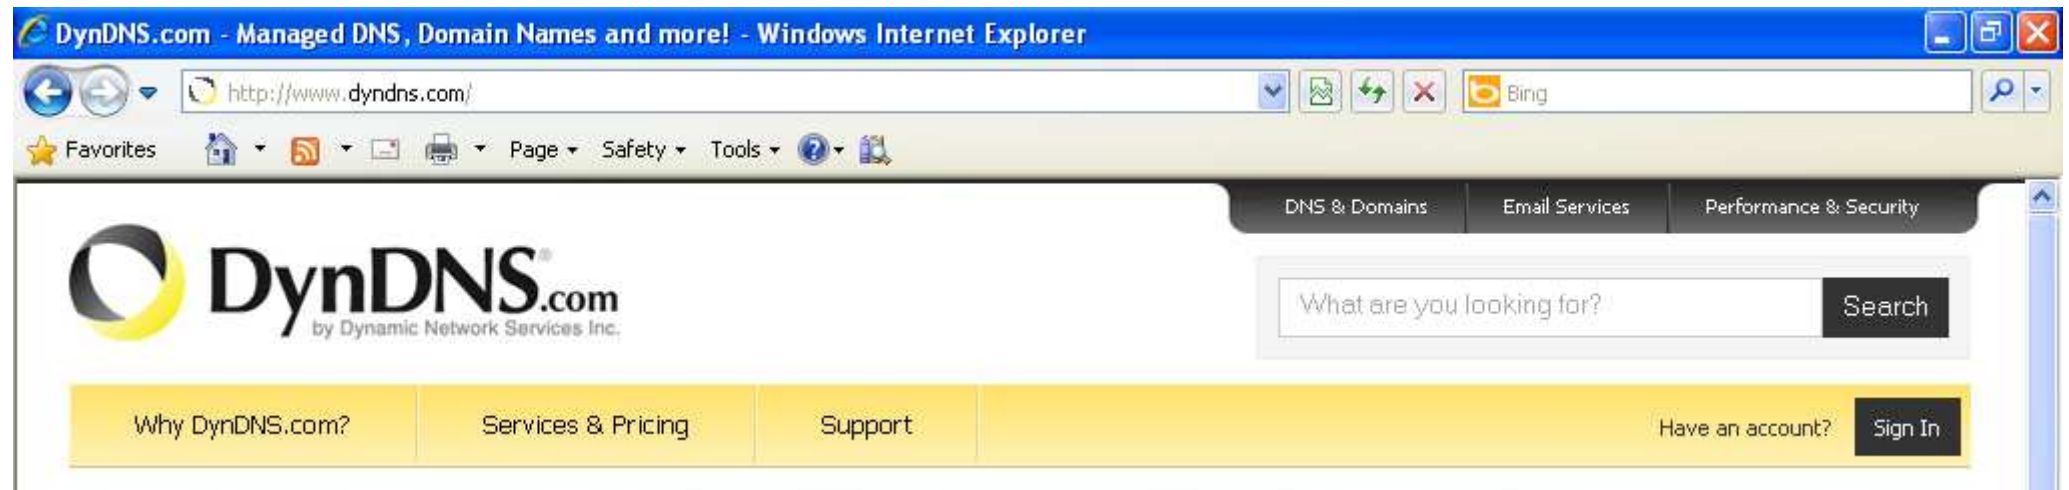 DynDNS.com - Managed DNS, Domain Names and more! - Windows Internet Explorer
http://www.dyndns.com/
Bing
Favorites Page Safety Tools
DNS & Domains Email Services Performance & Security
DynDNS®.com
by Dynamic Network Services Inc.
What are you looking for? Search
Why DynDNS.com? Services & Pricing Support Have an account? Sign In